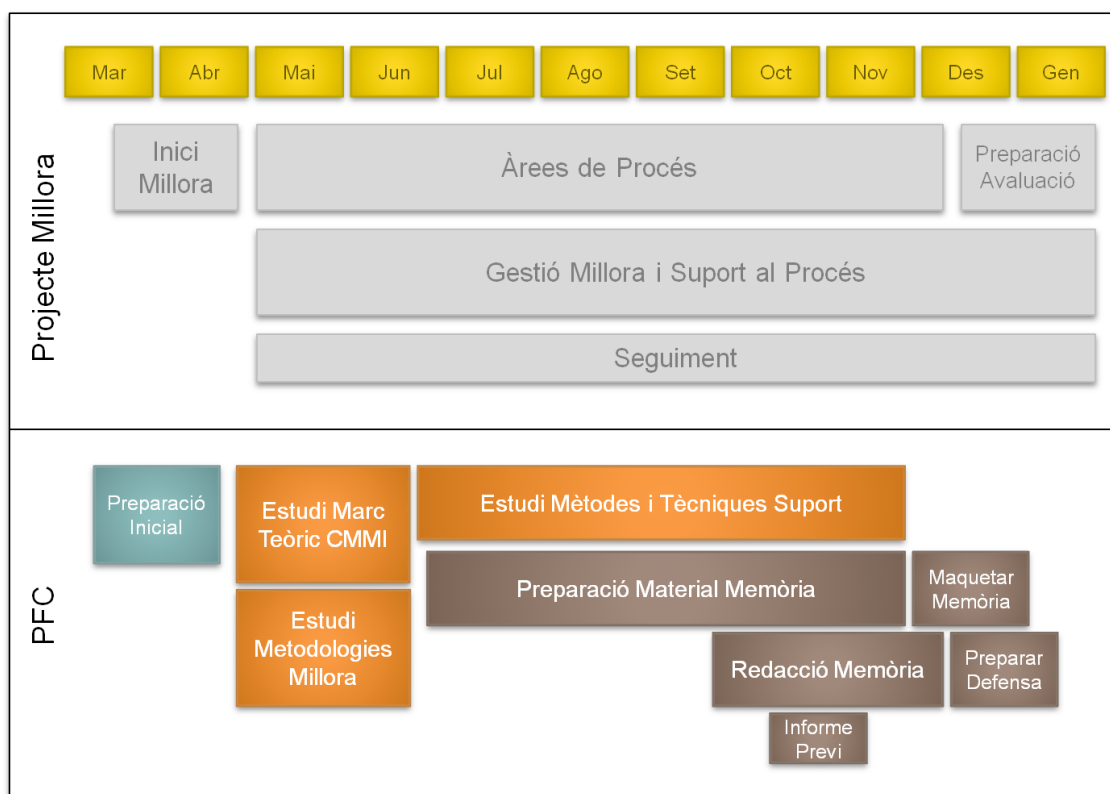 Mar Abr Mai Jun Jul Ago Set Oct Nov Des Gen
Projecte Millora
Inici
Millora
Àrees de Procés
Preparació
Avaluació
Gestió Millora i Suport al Procés
Seguiment
PFC
Preparació
Inicial
Estudi Marc
Teòric CMMI
Estudi Mètodes i Tècniques Suport
Preparació Material Memòria
Maquetar
Memòria
Estudi
Metodologies
Millora
Redacció Memòria
Preparar
Defensa
Informe
Previ